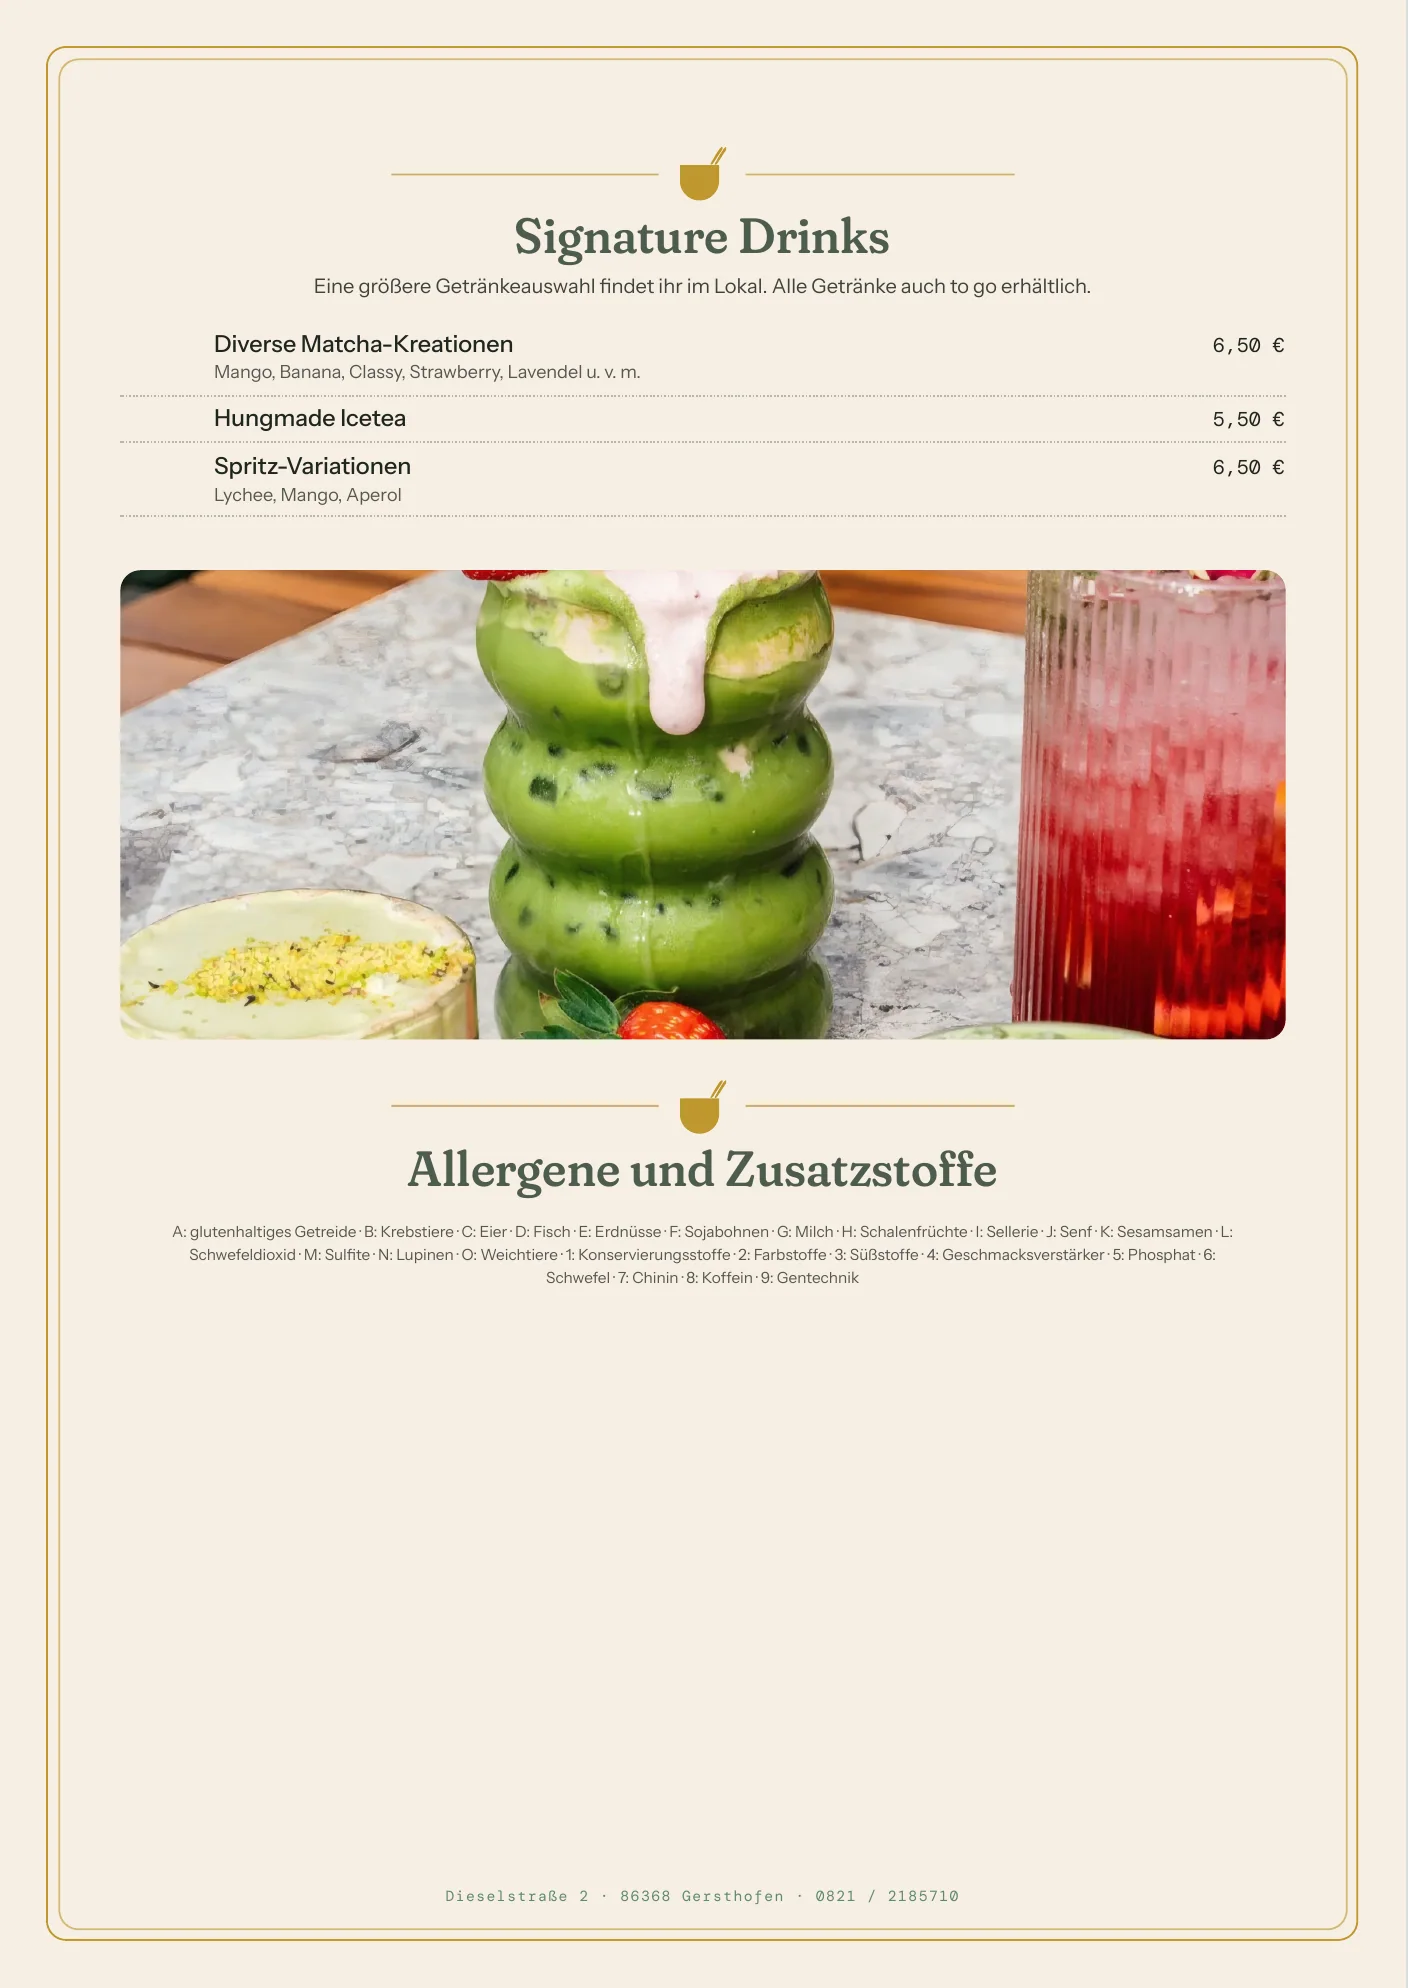 Signature Drinks
Eine größere Getränkeauswahl findet ihr im Lokal. Alle Getränke auch to go erhältlich.
Diverse Matcha-Kreationen 6,50 €
Mango, Banana, Classy, Strawberry, Lavendel u. v. m.
Hungmade Icetea 5,50 €
Spritz-Variationen 6,50 €
Lychee, Mango, Aperol
Allergene und Zusatzstoffe
A: glutenhaltiges Getreide · B: Krebstiere · C: Eier · D: Fisch · E: Erdnüsse · F: Sojabohnen · G: Milch · H: Schalenfrüchte · I: Sellerie · J: Senf · K: Sesamsamen · L:
Schwefeldioxid · M: Sulfite · N: Lupinen · O: Weichtiere · 1: Konservierungsstoffe · 2: Farbstoffe · 3: Süßstoffe · 4: Geschmacksverstärker · 5: Phosphat · 6:
Schwefel · 7: Chinin · 8: Koffein · 9: Gentechnik
Dieselstraße 2 · 86368 Gersthofen · 0821 / 2185710